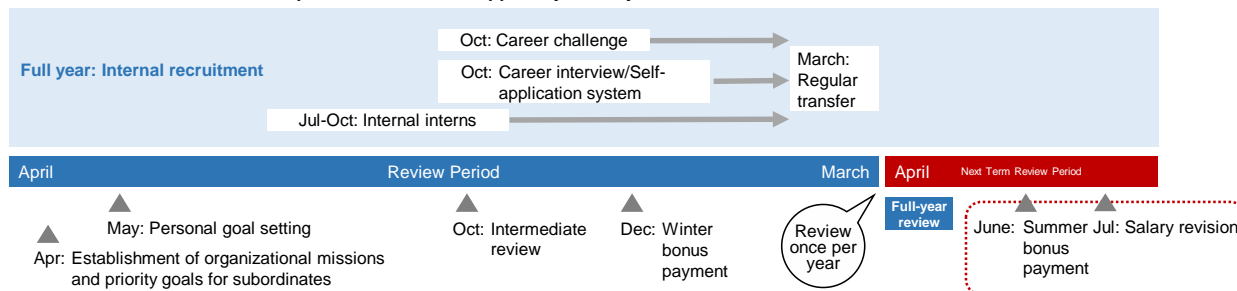 Oct: Career challenge
Full year: Internal recruitment
Oct: Career interview/Self-
application system
March:
Regular
transfer
Jul-Oct: Internal interns
April
Review Period
March
April
Next Term Review Period
May: Personal goal setting
Apr: Establishment of organizational missions
and priority goals for subordinates
Oct: Intermediate
review
Dec: Winter
bonus
payment
Review
once per
year
Full-year
review
June: Summer
bonus
payment
Jul: Salary revision